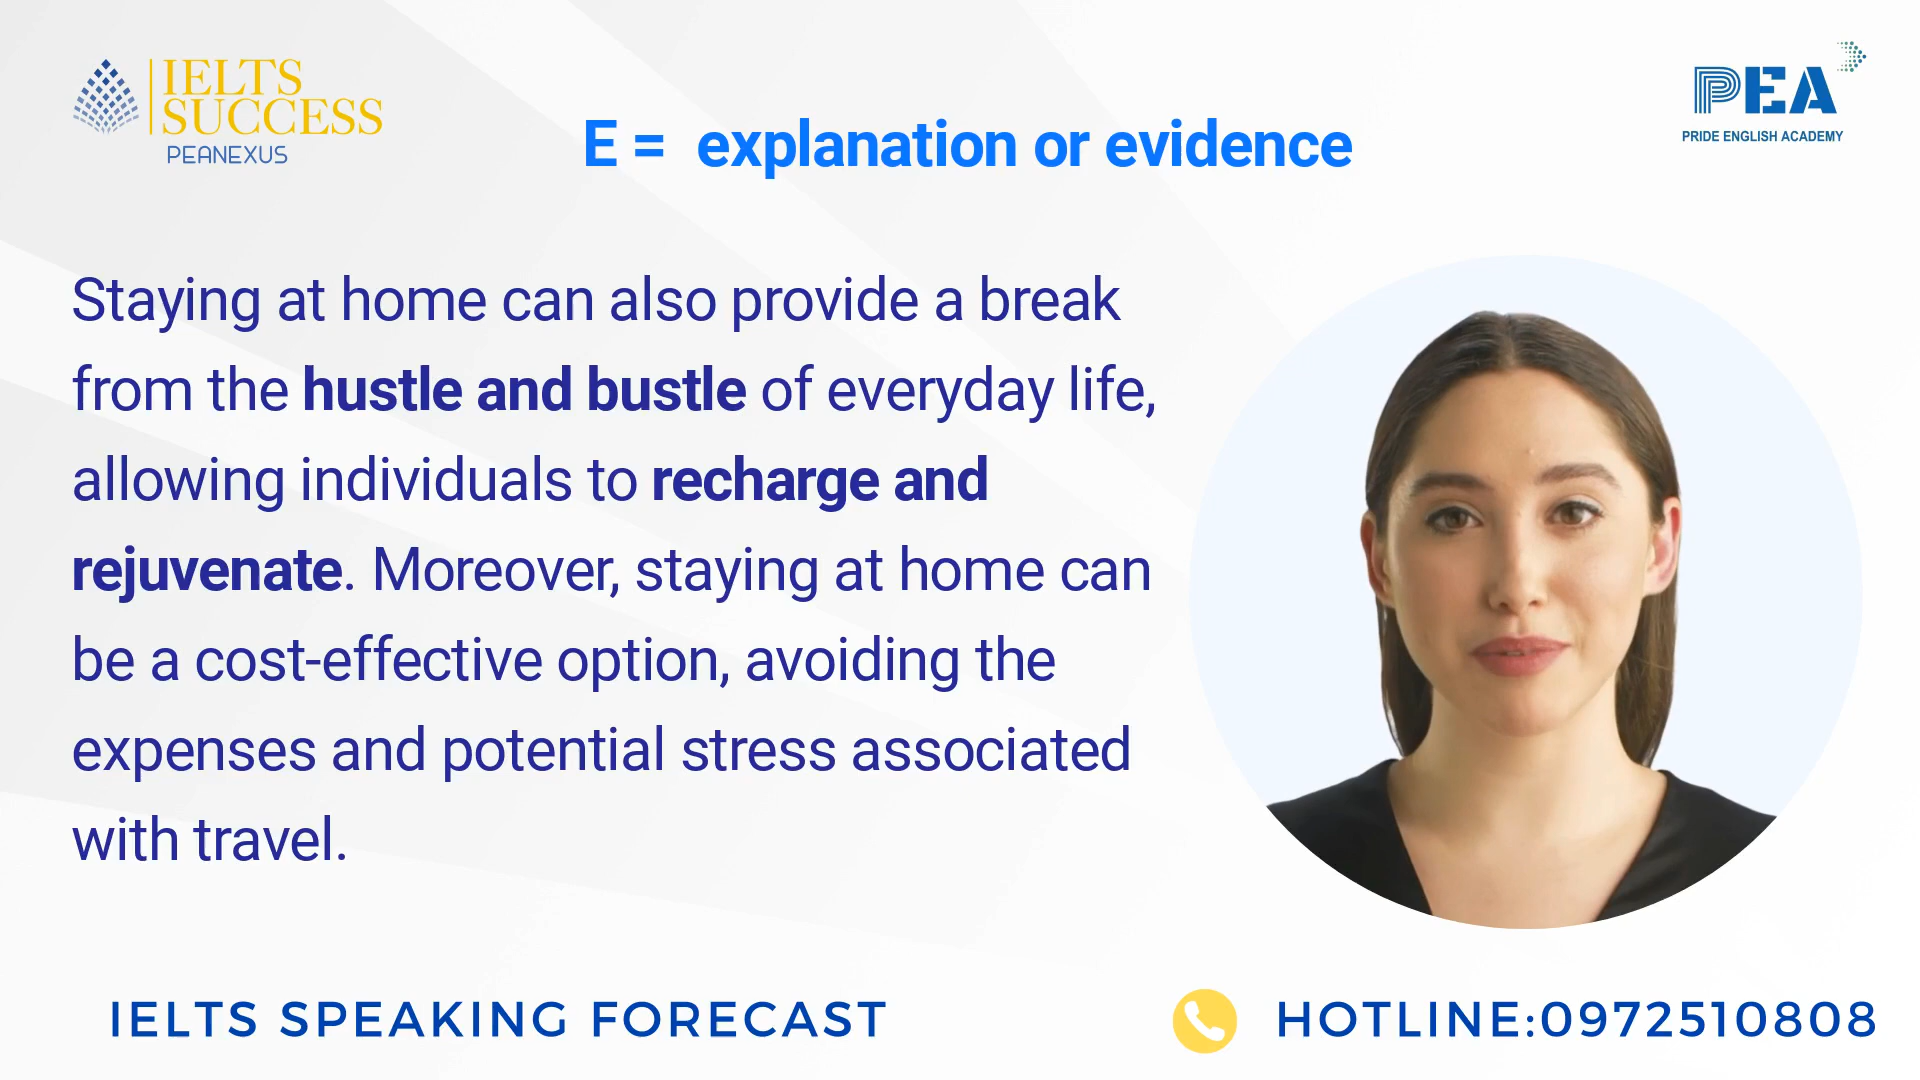 IELTS
SUCCESS
PEANEXUS
PEA
PRIDE ENGLISH ACADEMY
E = explanation or evidence
Staying at home can also provide a break
from the hustle and bustle of everyday life,
allowing individuals to recharge and
rejuvenate. Moreover, staying at home can
be a cost-effective option, avoiding the
expenses and potential stress associated
with travel.
IELTS SPEAKING FORECAST
HOTLINE:0972510808